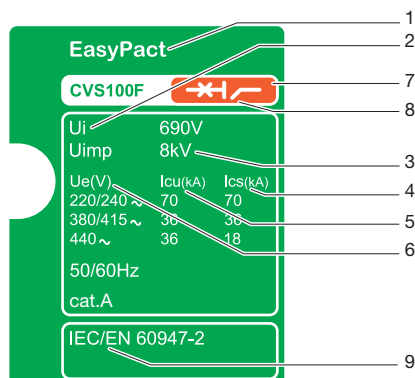 EasyPact
CVS100F
Ui 690V
Uimp 8kV
Ue(V) Icu(kA) Ics(kA)
220/240 ~ 70 70
380/415 ~ 36 36
440 ~ 36 18
50/60Hz
cat.A
IEC/EN 60947-2
1
2
7
8
3
4
5
6
9